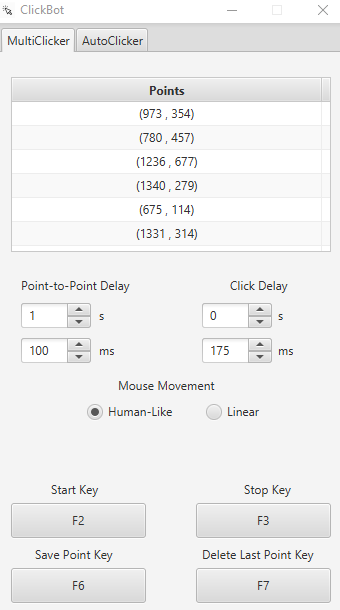 ClickBot
MultiClicker AutoClicker
Points
(973 , 354)
(780 , 457)
(1236 , 677)
(1340 , 279)
(675 , 114)
(1331 , 314)
Point-to-Point Delay Click Delay
1 s 0 s
100 ms 175 ms
Mouse Movement
Human-Like Linear
Start Key Stop Key
F2 F3
Save Point Key Delete Last Point Key
F6 F7